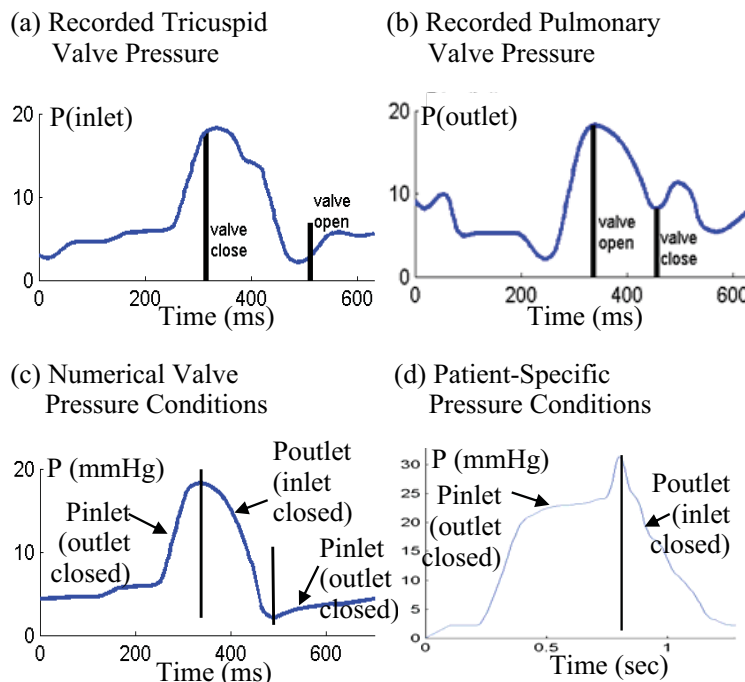 (a) Recorded Tricuspid
Valve Pressure
20
P(inlet)
10
0
valve
close
valve
open
0
200
400
600
Time (ms)
(b) Recorded Pulmonary
Valve Pressure
20
P(outlet)
10
0
valve
open
valve
close
0
200
400
600
Time (ms)
(c) Numerical Valve
Pressure Conditions
20
P (mmHg)
Poutlet
(inlet
closed)
Pinlet
(outlet
closed)
Pinlet
(outlet
closed)
10
0
0
200
400
600
Time (ms)
(d) Patient-Specific
Pressure Conditions
P (mmHg)
Pinlet
(outlet
closed)
Poutlet
(inlet
closed)
30
25
20
15
10
5
0
0
0.5
1
Time (sec)